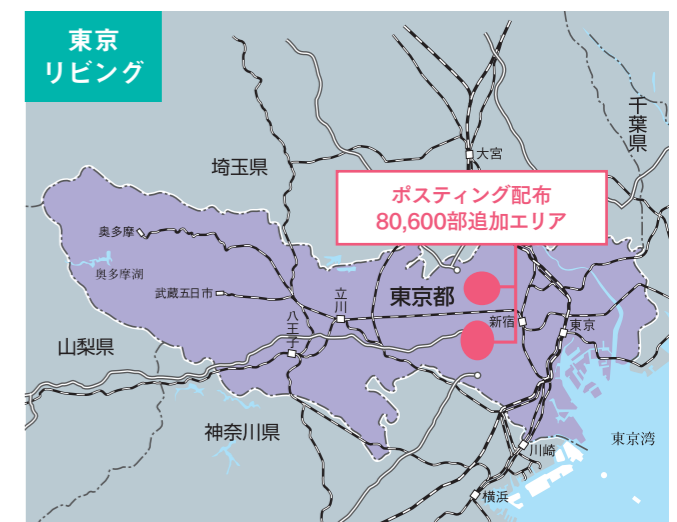 東京
リビング
千葉県
大宮
埼玉県
ポスティング配布
80,600部追加エリア
奥多摩
奥多摩湖
武蔵五日市
立川
東京都
新宿
東京
八王子
山梨県
神奈川県
東京湾
川崎
横浜